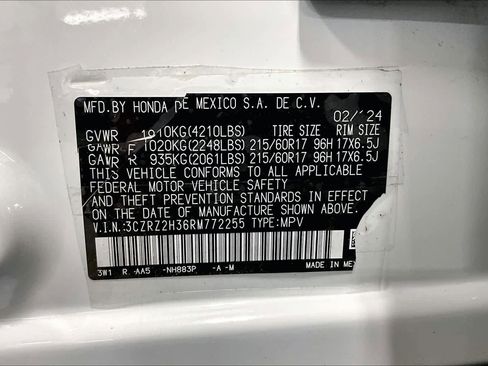 MFD.BY HONDA DE MEXICO S.A. DE C.V.
02/24
GVWR 1910KG(4210LBS) TIRE SIZE RIM SIZE
GAWR F 1020KG(2248LBS) 215/60R17 96H 17X6.5J
GAWR R 935KG(2061LBS) 215/60R17 96H 17X6.5J
THIS VEHICLE CONFORMS TO ALL APPLICABLE
FEDERAL MOTOR VEHICLE SAFETY
AND THEFT PREVENTION STANDARDS IN EFFECT ON
THE DATE OF MANUFACTURE SHOWN ABOVE.
V.I.N.:3CZRZ2H36RM772255 TYPE:MPV
3W1 R -AA5 -NH883P -A -M MADE IN MEX